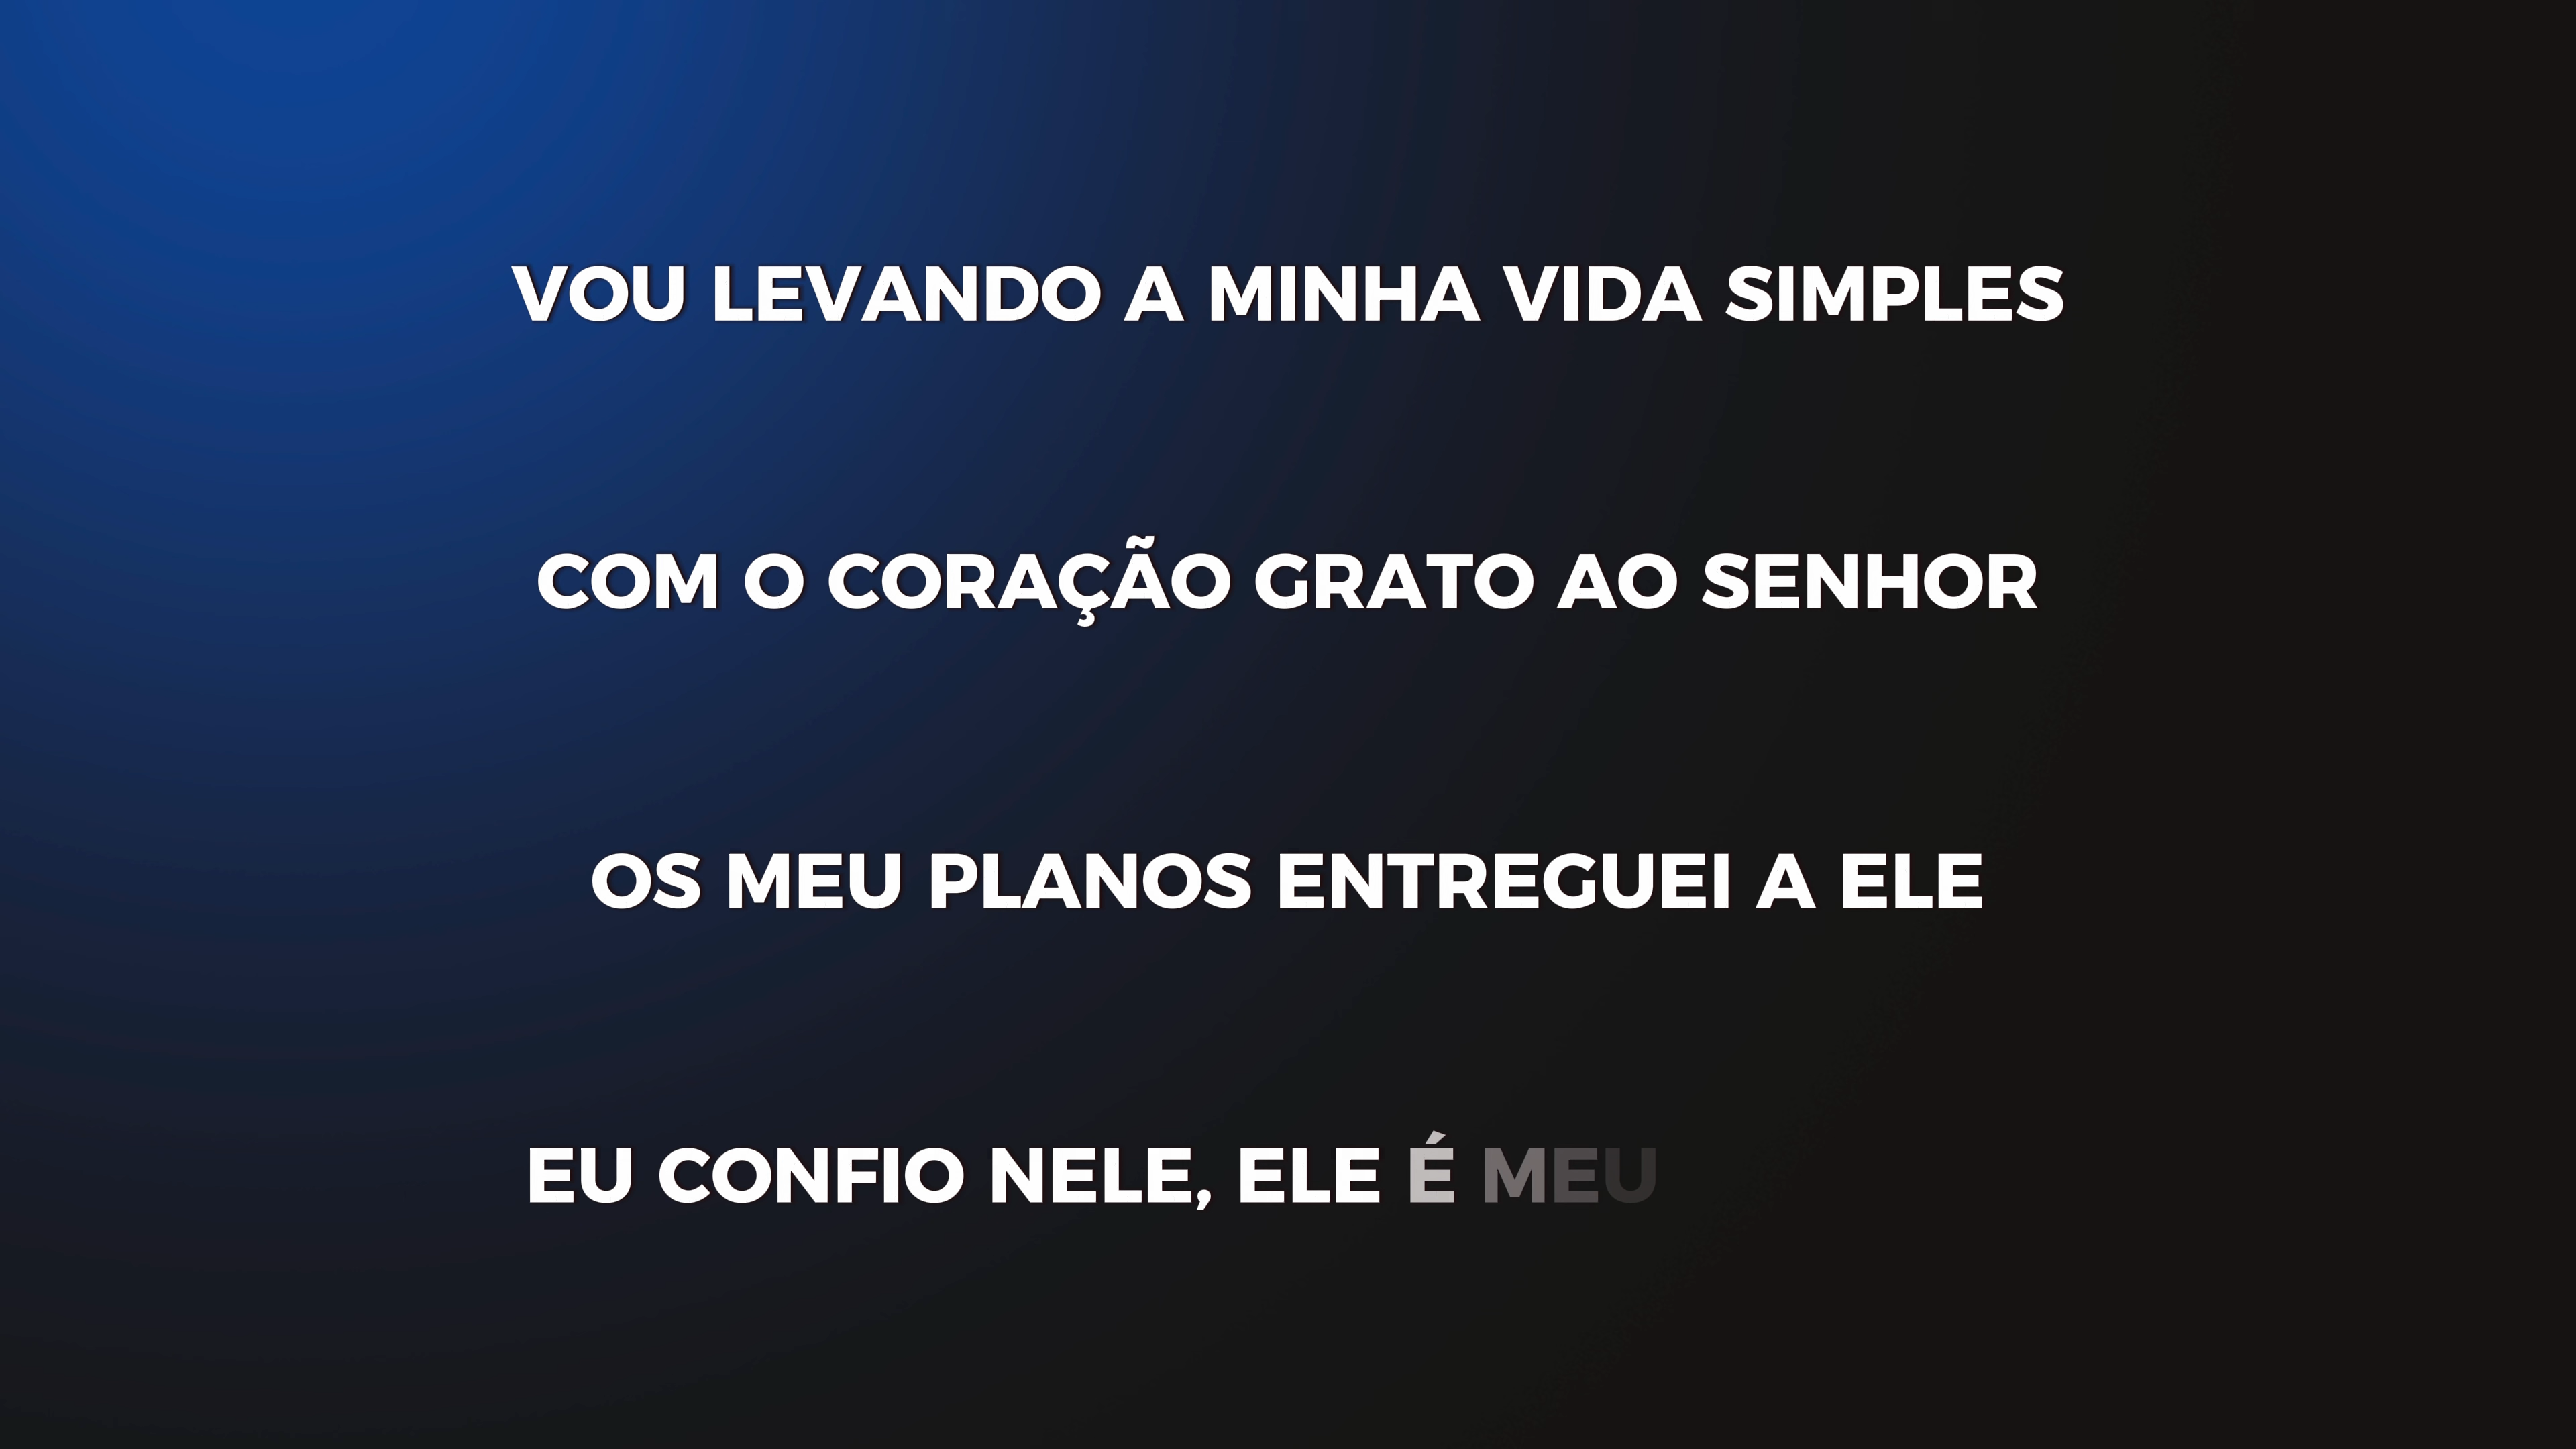 VOU LEVANDO A MINHA VIDA SIMPLES
COM O CORAÇÃO GRATO AO SENHOR
OS MEU PLANOS ENTREGUEI A ELE
EU CONFIO NELE, ELE É MEU